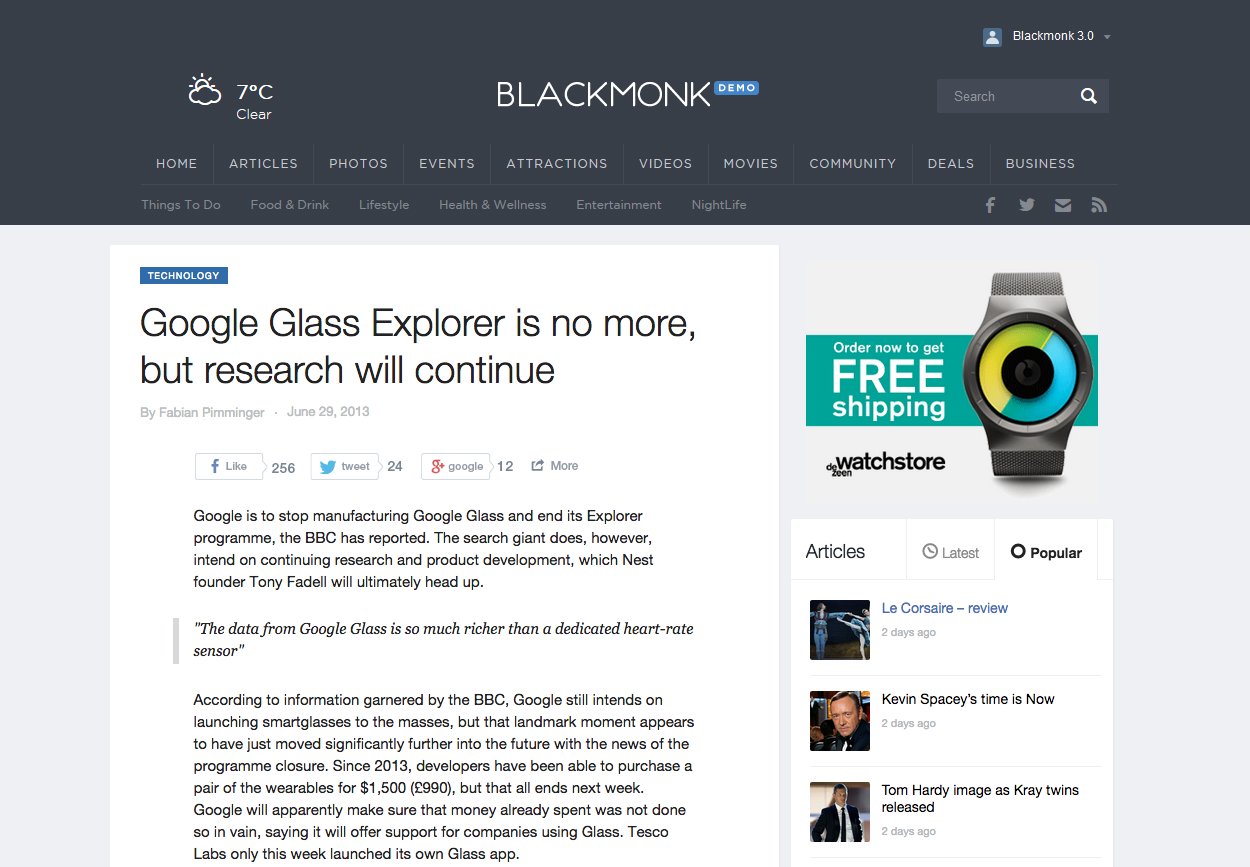 Blackmonk 3.0
7°C
Clear
BLACKMONK DEMO
Search
HOME ARTICLES PHOTOS EVENTS ATTRACTIONS VIDEOS MOVIES COMMUNITY DEALS BUSINESS
Things To Do Food & Drink Lifestyle Health & Wellness Entertainment NightLife
TECHNOLOGY
Google Glass Explorer is no more,
but research will continue
By Fabian Pimminger · June 29, 2013
Like 256 tweet 24 google 12 More
Google is to stop manufacturing Google Glass and end its Explorer
programme, the BBC has reported. The search giant does, however,
intend on continuing research and product development, which Nest
founder Tony Fadell will ultimately head up.
"The data from Google Glass is so much richer than a dedicated heart-rate
sensor"
According to information garnered by the BBC, Google still intends on
launching smartglasses to the masses, but that landmark moment appears
to have just moved significantly further into the future with the news of the
programme closure. Since 2013, developers have been able to purchase a
pair of the wearables for $1,500 (£990), but that all ends next week.
Google will apparently make sure that money already spent was not done
so in vain, saying it will offer support for companies using Glass. Tesco
Labs only this week launched its own Glass app.
Order now to get
FREE
shipping
dezeen watchstore
Articles Latest Popular
Le Corsaire – review
2 days ago
Kevin Spacey's time is Now
2 days ago
Tom Hardy image as Kray twins
released
2 days ago